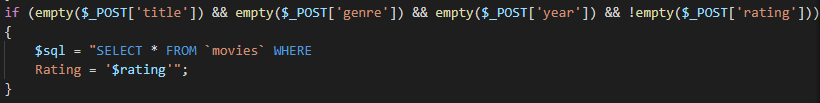 if (empty($_POST['title']) && empty($_POST['genre']) && empty($_POST['year']) && !empty($_POST['rating']))
{
$sql = "SELECT * FROM `movies` WHERE
Rating = '$rating'";
}